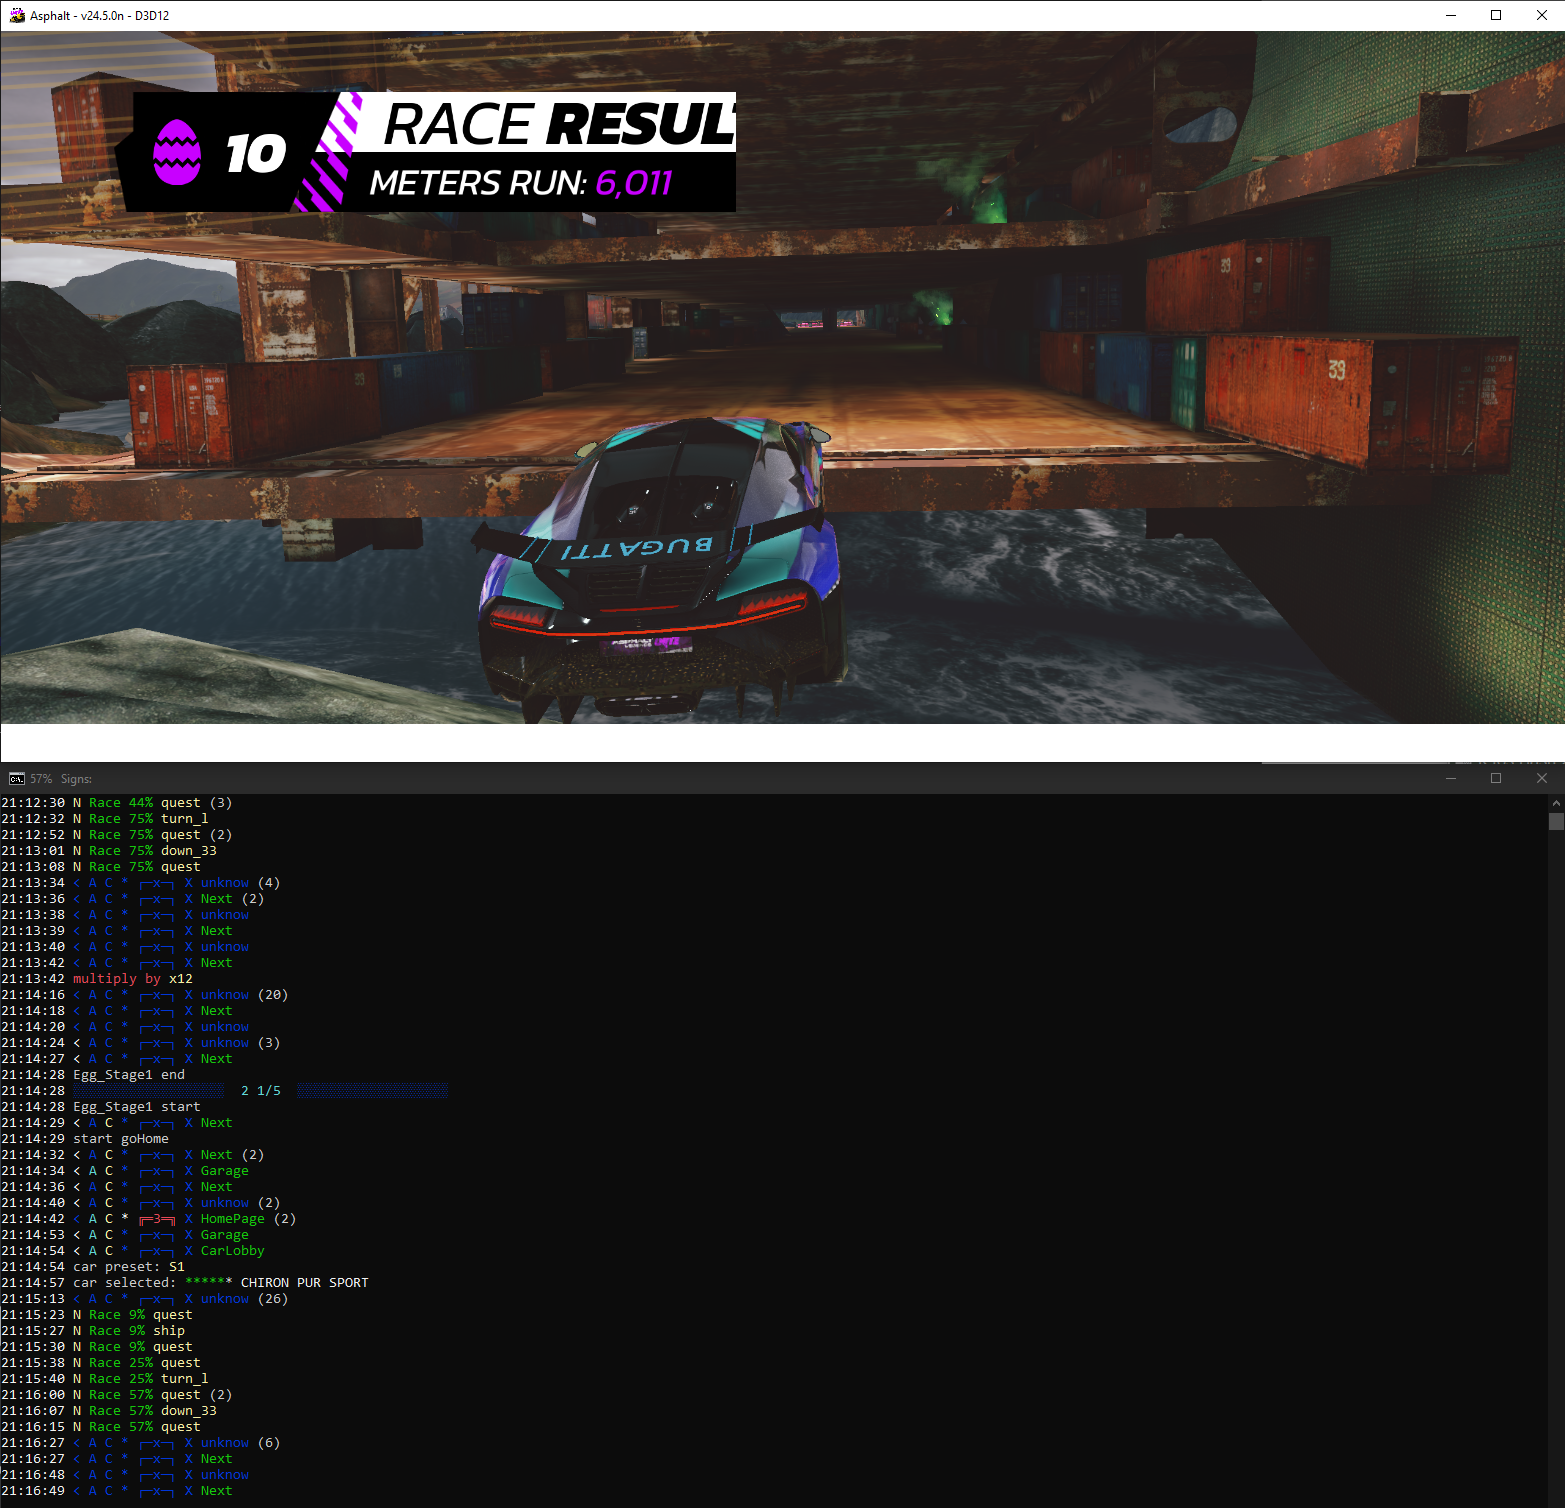 Asphalt - v24.5.0n - D3D12
10
RACE RESUL
METERS RUN: 6,011
39
39
39
BUGATTI
57% Signs:
21:12:30 N Race 44% quest (3)
21:12:32 N Race 75% turn_l
21:12:52 N Race 75% quest (2)
21:13:01 N Race 75% down_33
21:13:08 N Race 75% quest
21:13:34 < A C * ┌─x─┐ X unknow (4)
21:13:36 < A C * ┌─x─┐ X Next (2)
21:13:38 < A C * ┌─x─┐ X unknow
21:13:39 < A C * ┌─x─┐ X Next
21:13:40 < A C * ┌─x─┐ X unknow
21:13:42 < A C * ┌─x─┐ X Next
21:13:42 multiply by x12
21:14:16 < A C * ┌─x─┐ X unknow (20)
21:14:18 < A C * ┌─x─┐ X Next
21:14:20 < A C * ┌─x─┐ X unknow
21:14:24 < A C * ┌─x─┐ X unknow (3)
21:14:27 < A C * ┌─x─┐ X Next
21:14:28 Egg_Stage1 end
21:14:28 2 1/5
21:14:28 Egg_Stage1 start
21:14:29 < A C * ┌─x─┐ X Next
21:14:29 start goHome
21:14:32 < A C * ┌─x─┐ X Next (2)
21:14:34 < A C * ┌─x─┐ X Garage
21:14:36 < A C * ┌─x─┐ X Next
21:14:40 < A C * ┌─x─┐ X unknow (2)
21:14:42 < A C * ╔═3═╗ X HomePage (2)
21:14:53 < A C * ┌─x─┐ X Garage
21:14:54 < A C * ┌─x─┐ X CarLobby
21:14:54 car preset: S1
21:14:57 car selected: ****** CHIRON PUR SPORT
21:15:13 < A C * ┌─x─┐ X unknow (26)
21:15:23 N Race 9% quest
21:15:27 N Race 9% ship
21:15:30 N Race 9% quest
21:15:38 N Race 25% quest
21:15:40 N Race 25% turn_l
21:16:00 N Race 57% quest (2)
21:16:07 N Race 57% down_33
21:16:15 N Race 57% quest
21:16:27 < A C * ┌─x─┐ X unknow (6)
21:16:27 < A C * ┌─x─┐ X Next
21:16:48 < A C * ┌─x─┐ X unknow
21:16:49 < A C * ┌─x─┐ X Next